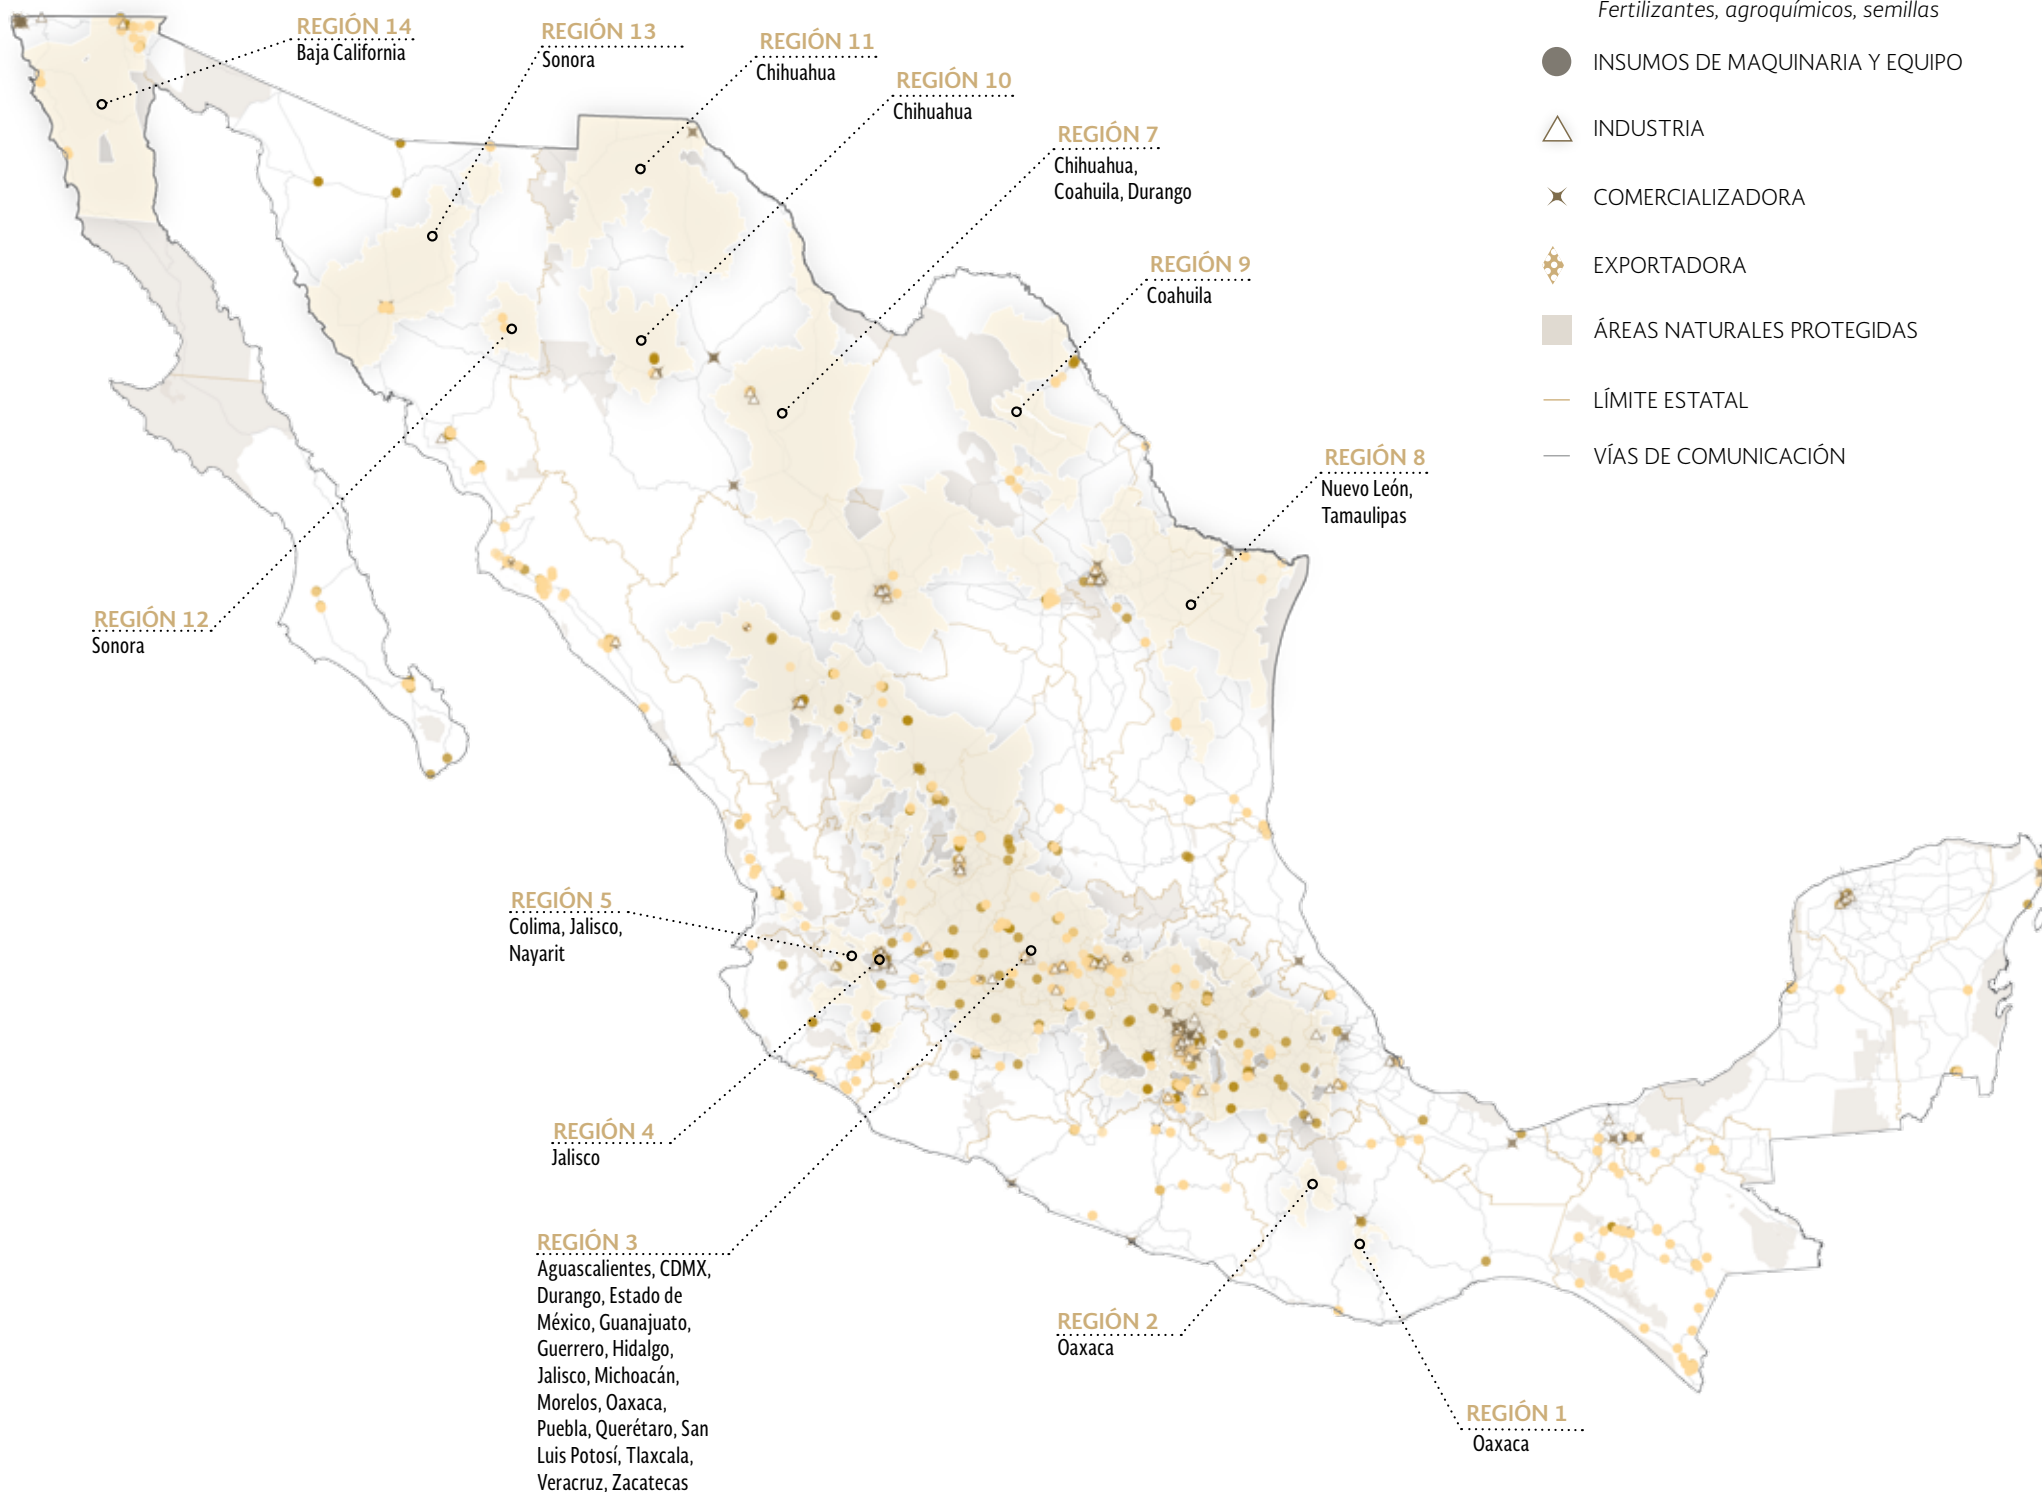 Fertilizantes, agroquímicos, semillas
INSUMOS DE MAQUINARIA Y EQUIPO
INDUSTRIA
COMERCIALIZADORA
EXPORTADORA
ÁREAS NATURALES PROTEGIDAS
LÍMITE ESTATAL
VÍAS DE COMUNICACIÓN
REGIÓN 14
Baja California
REGIÓN 13
Sonora
REGIÓN 11
Chihuahua
REGIÓN 10
Chihuahua
REGIÓN 7
Chihuahua,
Coahuila, Durango
REGIÓN 9
Coahuila
REGIÓN 8
Nuevo León,
Tamaulipas
REGIÓN 12
Sonora
REGIÓN 5
Colima, Jalisco,
Nayarit
REGIÓN 4
Jalisco
REGIÓN 3
Aguascalientes, CDMX,
Durango, Estado de
México, Guanajuato,
Guerrero, Hidalgo,
Jalisco, Michoacán,
Morelos, Oaxaca,
Puebla, Querétaro, San
Luis Potosí, Tlaxcala,
Veracruz, Zacatecas
REGIÓN 2
Oaxaca
REGIÓN 1
Oaxaca